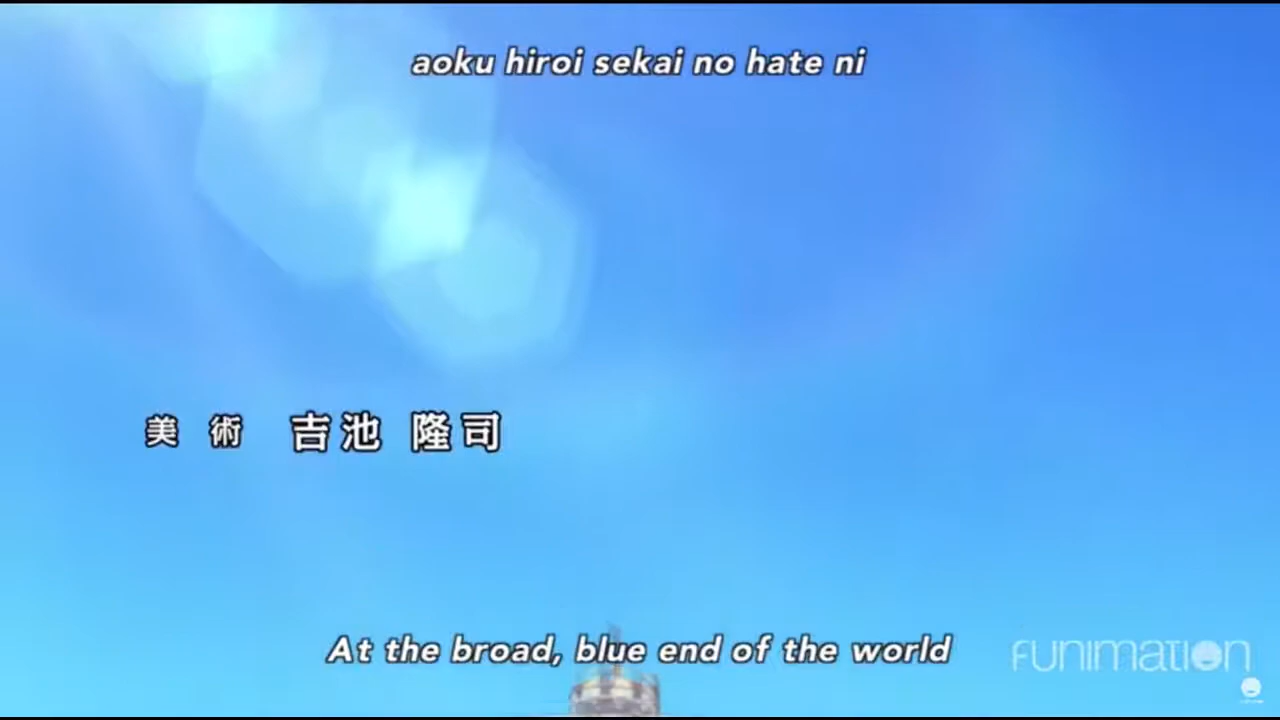 aoku hiroi sekai no hate ni
美術 吉池 隆司
At the broad, blue end of the world
FUNIMATION